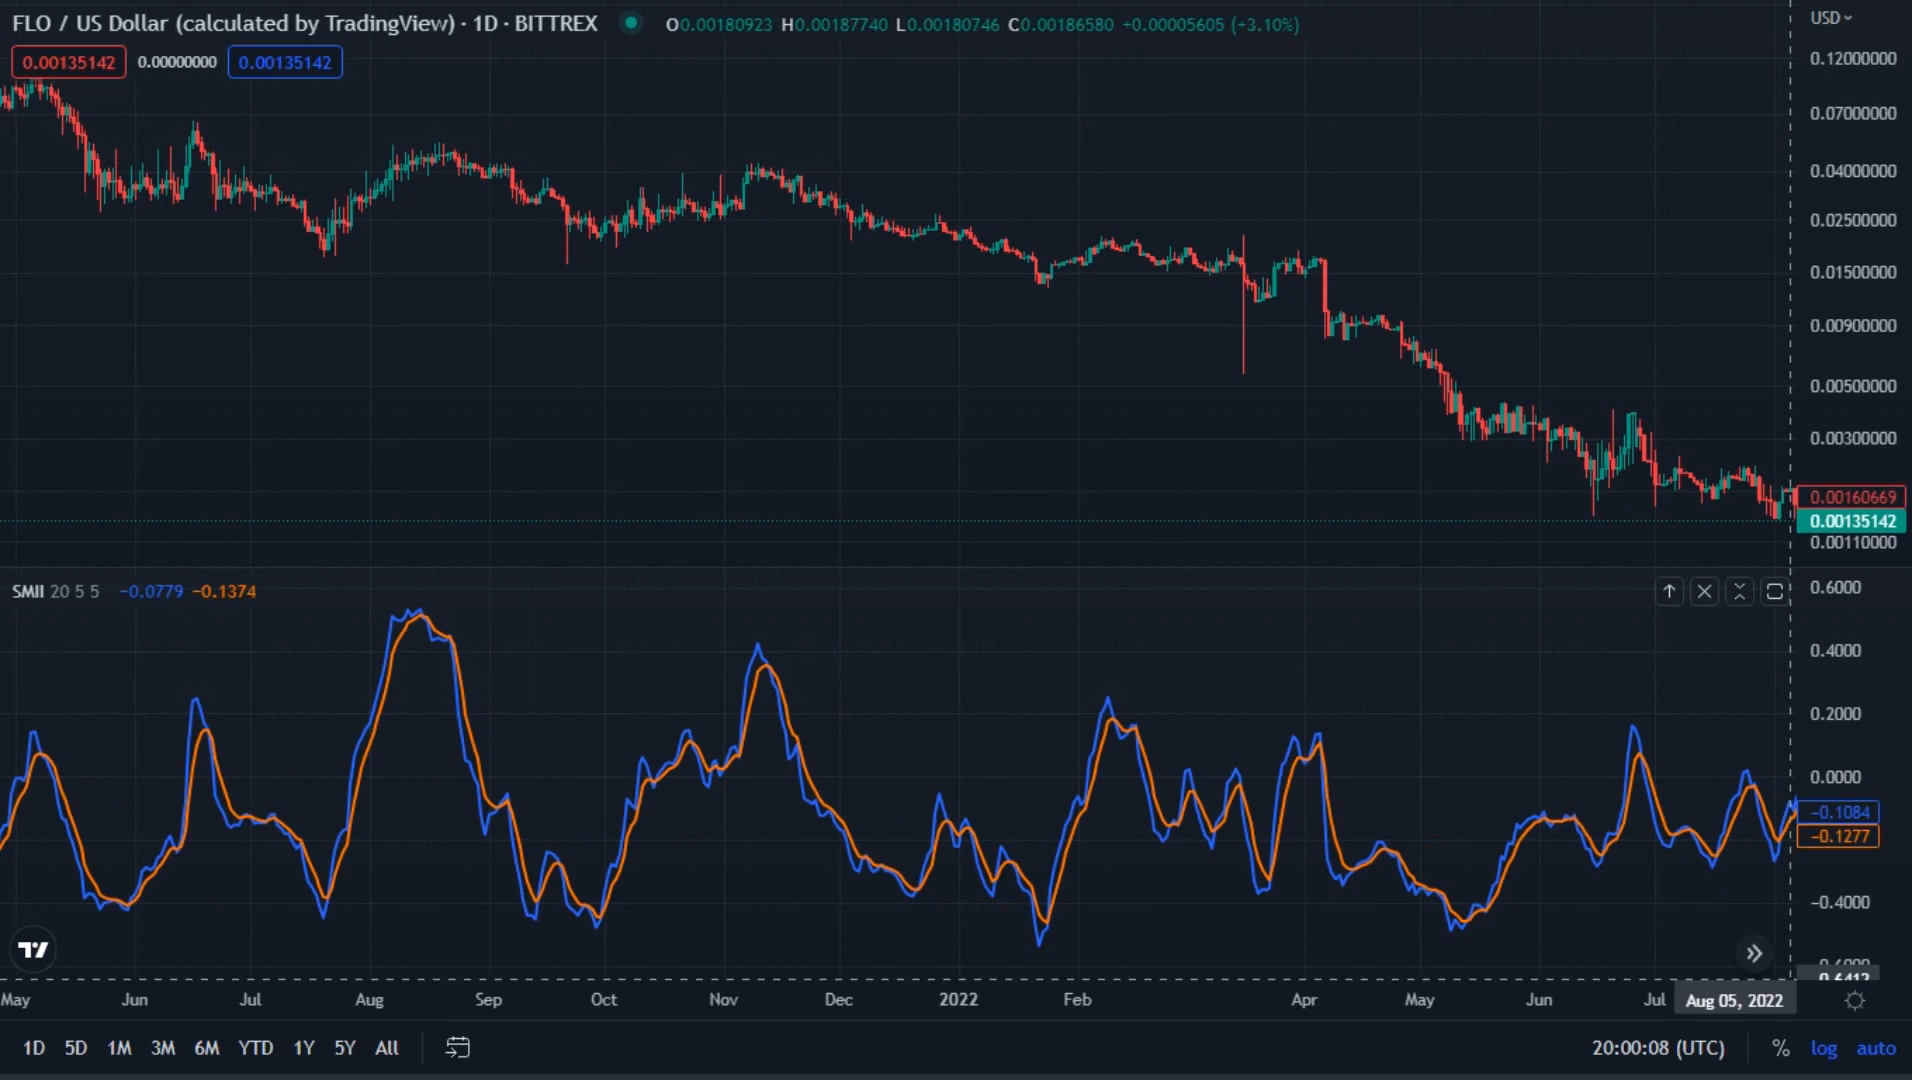 FLO / US Dollar (calculated by TradingView) · 1D · BITTREX O0.00180923 H0.00187740 L0.00180746 C0.00186580 +0.00005605 (+3.10%)
USD
0.00135142 0.00000000 0.00135142
0.12000000
0.07000000
0.04000000
0.02500000
0.01500000
0.00900000
0.00500000
0.00300000
0.00160669
0.00135142
0.00110000
SMII 20 5 5 −0.0779 −0.1374
0.6000
0.4000
0.2000
0.0000
−0.1084
−0.1277
−0.4000
−0.6412
May Jun Jul Aug Sep Oct Nov Dec 2022 Feb Apr May Jun Jul Aug 05, 2022
1D 5D 1M 3M 6M YTD 1Y 5Y All
20:00:08 (UTC) % log auto